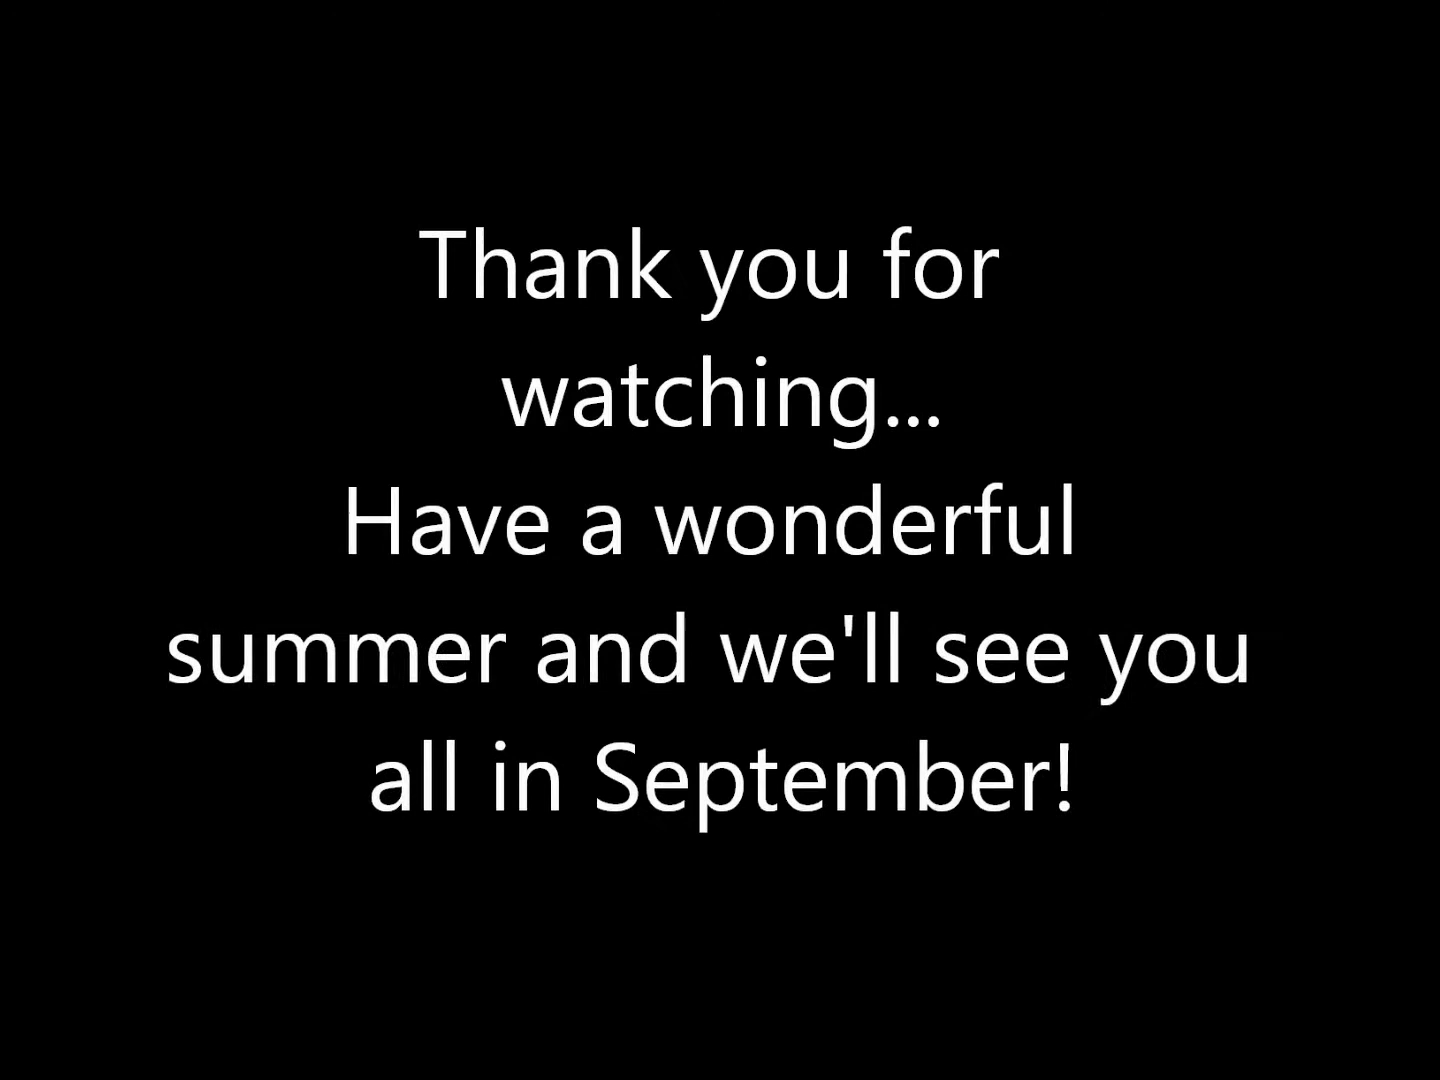 Thank you for
watching...
Have a wonderful
summer and we'll see you
all in September!